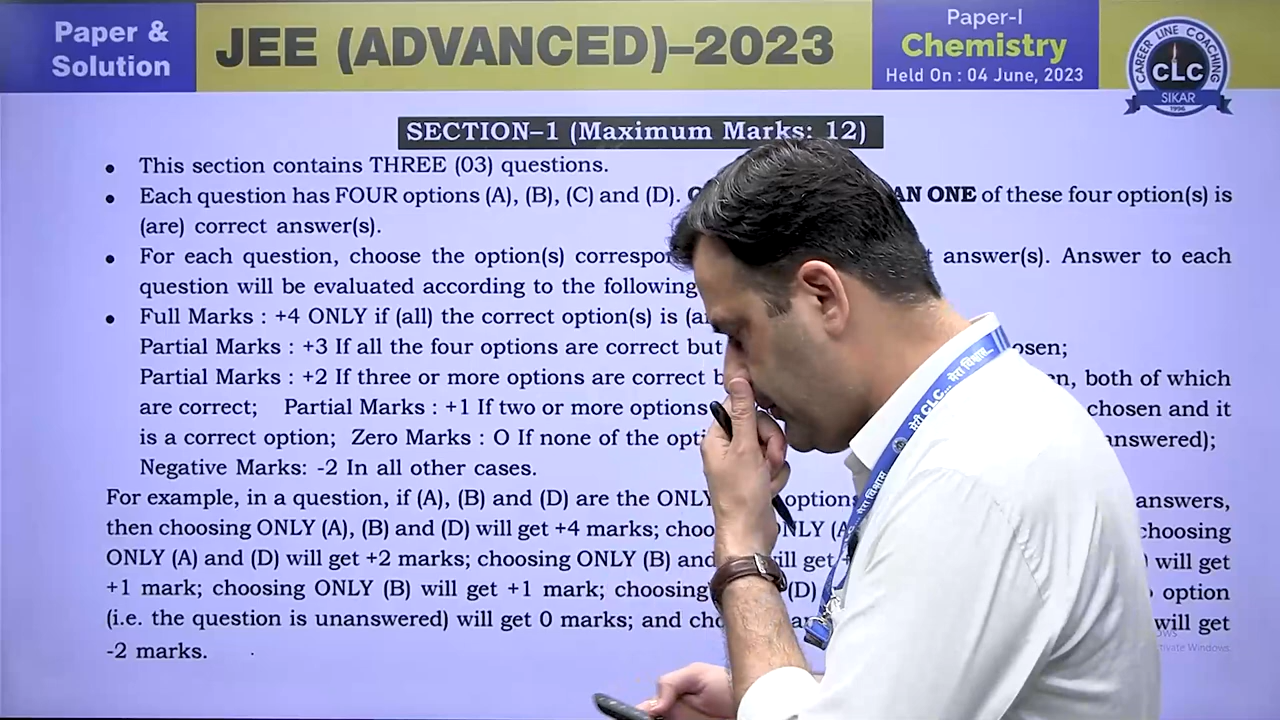 Paper &
Solution
JEE (ADVANCED)–2023
Paper-I
Chemistry
Held On : 04 June, 2023
CAREER LINE COACHING
CLC
SIKAR
1996
SECTION–1 (Maximum Marks: 12)
• This section contains THREE (03) questions.
• Each question has FOUR options (A), (B), (C) and (D). AN ONE of these four option(s) is
(are) correct answer(s).
• For each question, choose the option(s) answer(s). Answer to each
question will be evaluated according to the following
• Full Marks : +4 ONLY if (all) the correct option(s) is
Partial Marks : +3 If all the four options are correct but osen;
Partial Marks : +2 If three or more options are correct en, both of which
are correct; Partial Marks : +1 If two or more options chosen and it
is a correct option; Zero Marks : O If none of the answered);
Negative Marks: -2 In all other cases.
For example, in a question, if (A), (B) and (D) are the ONLY options answers,
then choosing ONLY (A), (B) and (D) will get +4 marks; choosing
ONLY (A) and (D) will get +2 marks; choosing ONLY (B) and will get will get
+1 mark; choosing ONLY (B) will get +1 mark; choosing (D) option
(i.e. the question is unanswered) will get 0 marks; and will get
-2 marks.
मेरा विश्वास...
मेरी CLC...
मेरा विश्वास